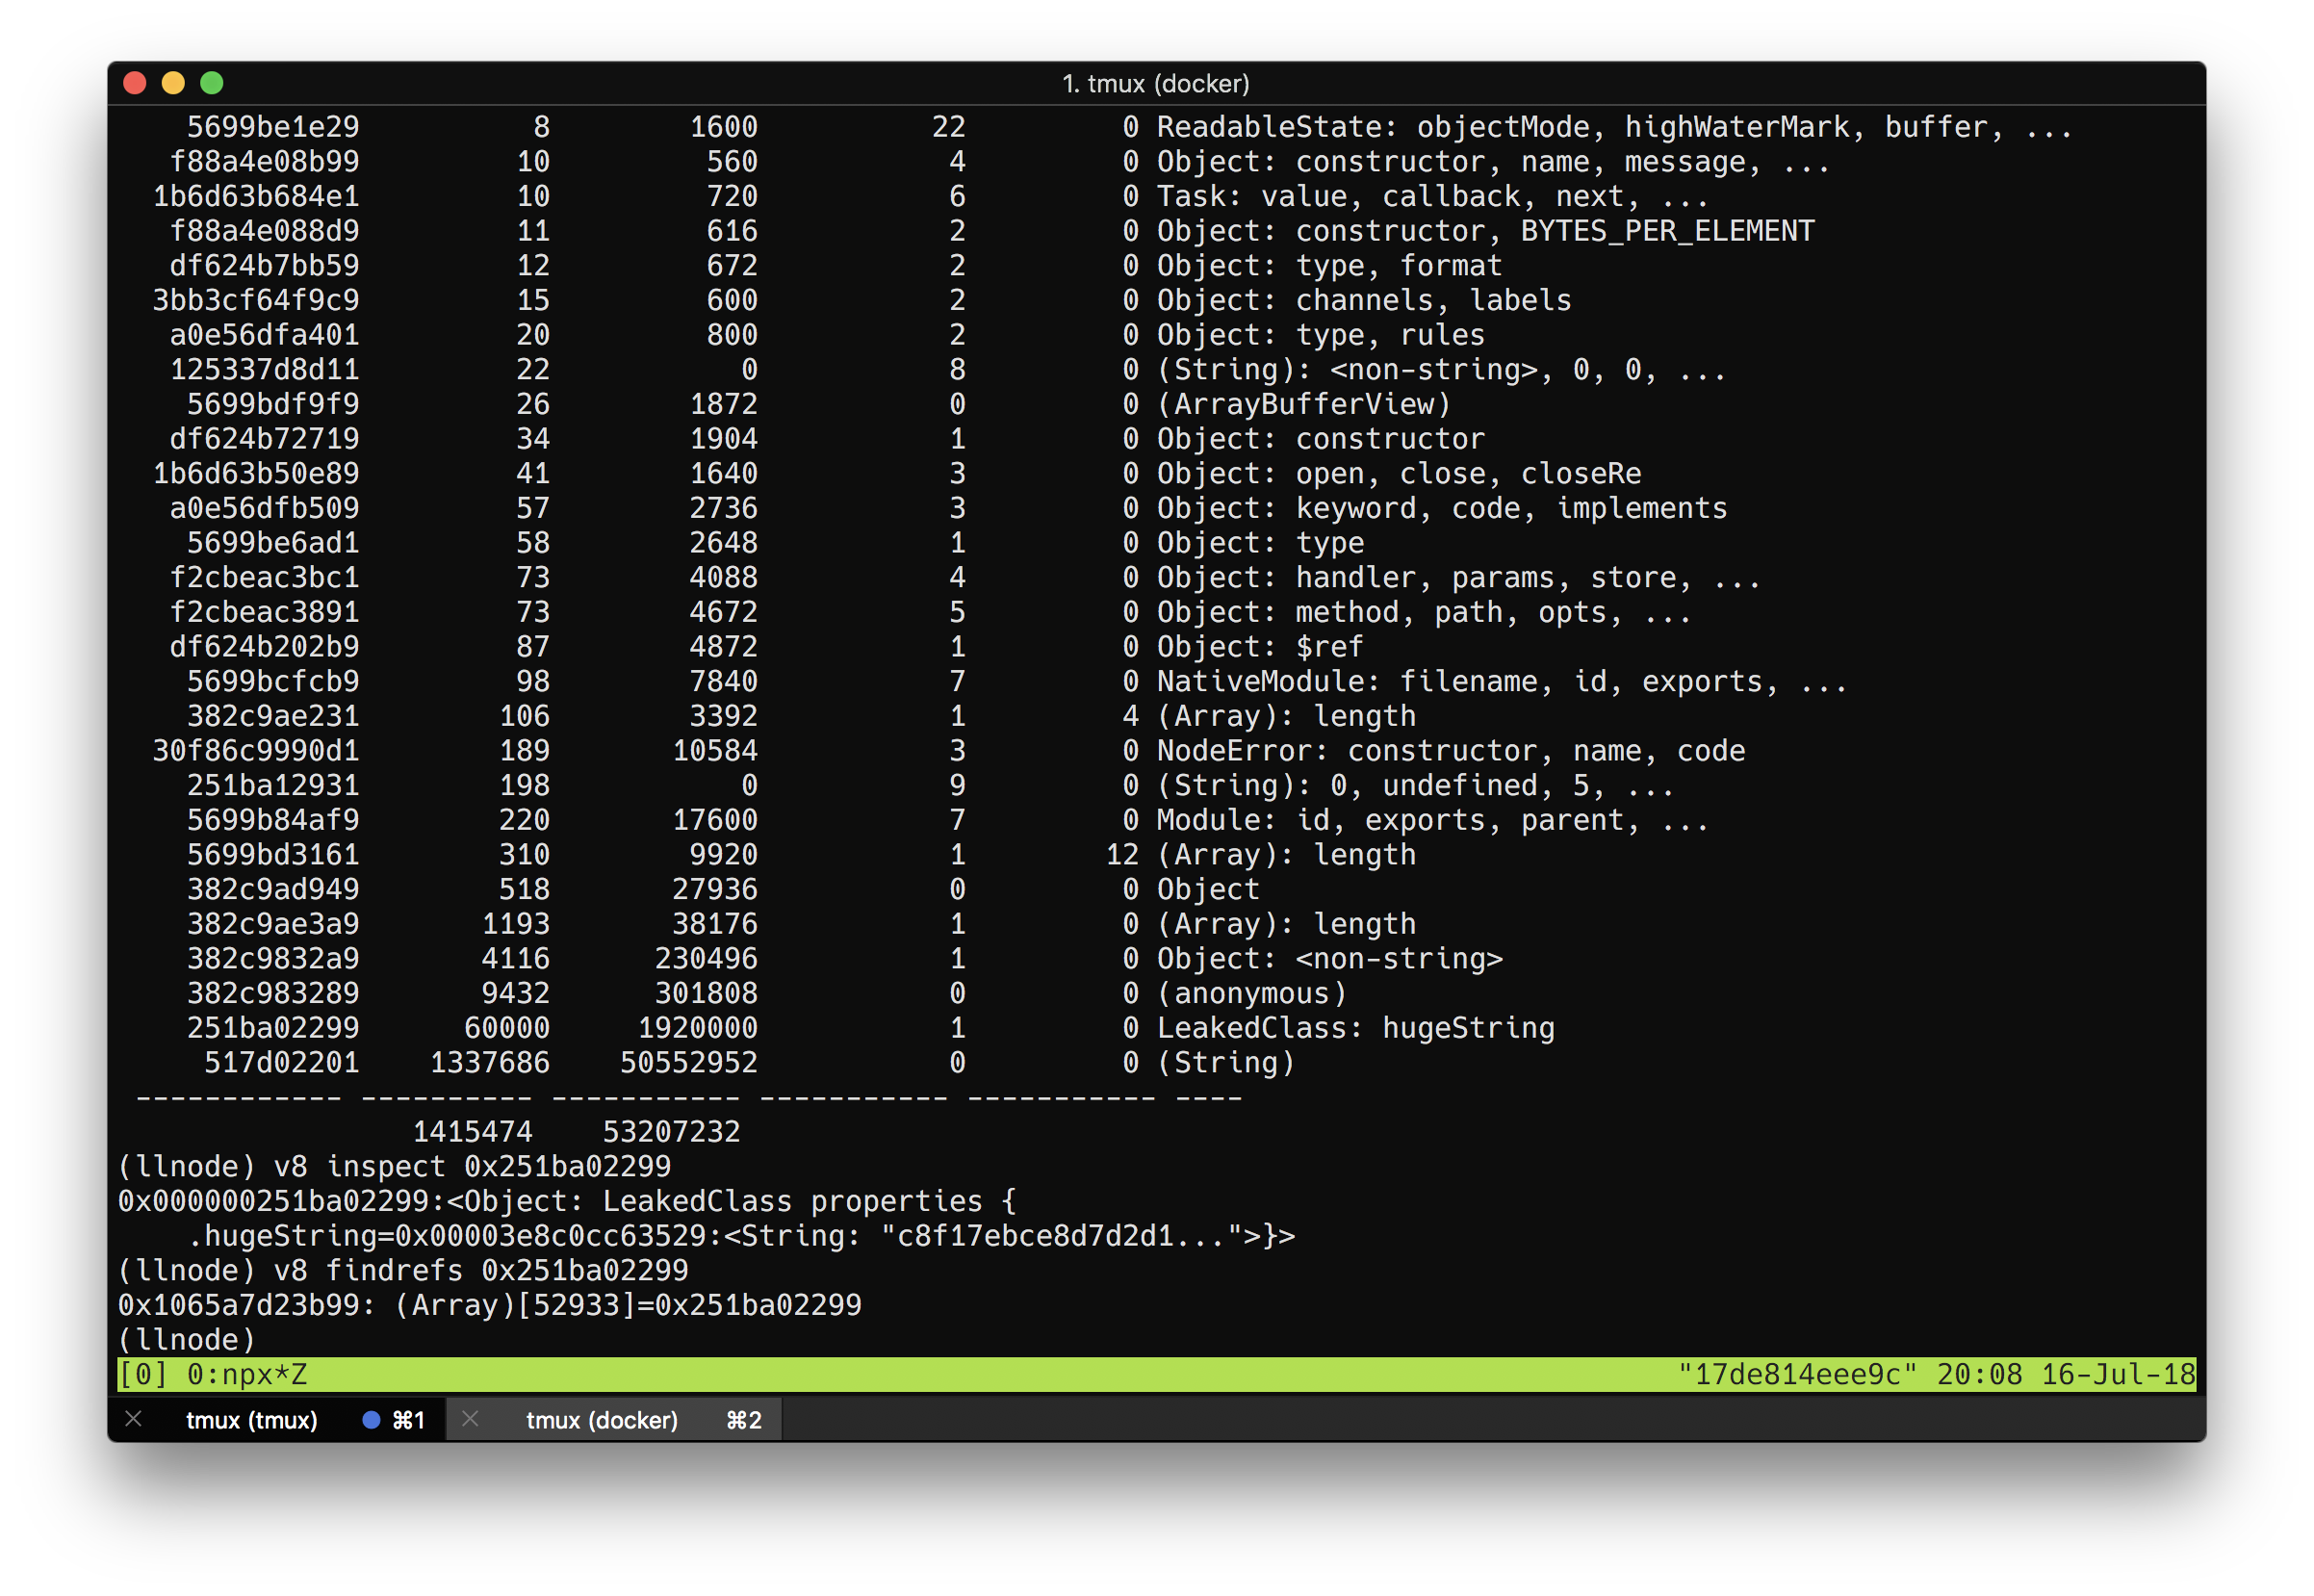 1. tmux (docker)
5699be1e29 8 1600 22 0 ReadableState: objectMode, highWaterMark, buffer, ...
f88a4e08b99 10 560 4 0 Object: constructor, name, message, ...
1b6d63b684e1 10 720 6 0 Task: value, callback, next, ...
f88a4e088d9 11 616 2 0 Object: constructor, BYTES_PER_ELEMENT
df624b7bb59 12 672 2 0 Object: type, format
3bb3cf64f9c9 15 600 2 0 Object: channels, labels
a0e56dfa401 20 800 2 0 Object: type, rules
125337d8d11 22 0 8 0 (String): <non-string>, 0, 0, ...
5699bdf9f9 26 1872 0 0 (ArrayBufferView)
df624b72719 34 1904 1 0 Object: constructor
1b6d63b50e89 41 1640 3 0 Object: open, close, closeRe
a0e56dfb509 57 2736 3 0 Object: keyword, code, implements
5699be6ad1 58 2648 1 0 Object: type
f2cbeac3bc1 73 4088 4 0 Object: handler, params, store, ...
f2cbeac3891 73 4672 5 0 Object: method, path, opts, ...
df624b202b9 87 4872 1 0 Object: $ref
5699bcfcb9 98 7840 7 0 NativeModule: filename, id, exports, ...
382c9ae231 106 3392 1 4 (Array): length
30f86c9990d1 189 10584 3 0 NodeError: constructor, name, code
251ba12931 198 0 9 0 (String): 0, undefined, 5, ...
5699b84af9 220 17600 7 0 Module: id, exports, parent, ...
5699bd3161 310 9920 1 12 (Array): length
382c9ad949 518 27936 0 0 Object
382c9ae3a9 1193 38176 1 0 (Array): length
382c9832a9 4116 230496 1 0 Object: <non-string>
382c983289 9432 301808 0 0 (anonymous)
251ba02299 60000 1920000 1 0 LeakedClass: hugeString
517d02201 1337686 50552952 0 0 (String)
------------ ---------- ----------- ----------- ----------- ----
1415474 53207232
(llnode) v8 inspect 0x251ba02299
0x000000251ba02299:<Object: LeakedClass properties {
.hugeString=0x00003e8c0cc63529:<String: "c8f17ebce8d7d2d1...">}>
(llnode) v8 findrefs 0x251ba02299
0x1065a7d23b99: (Array)[52933]=0x251ba02299
(llnode)
[0] 0:npx*Z "17de814eee9c" 20:08 16-Jul-18
tmux (tmux) ⌘1 tmux (docker) ⌘2